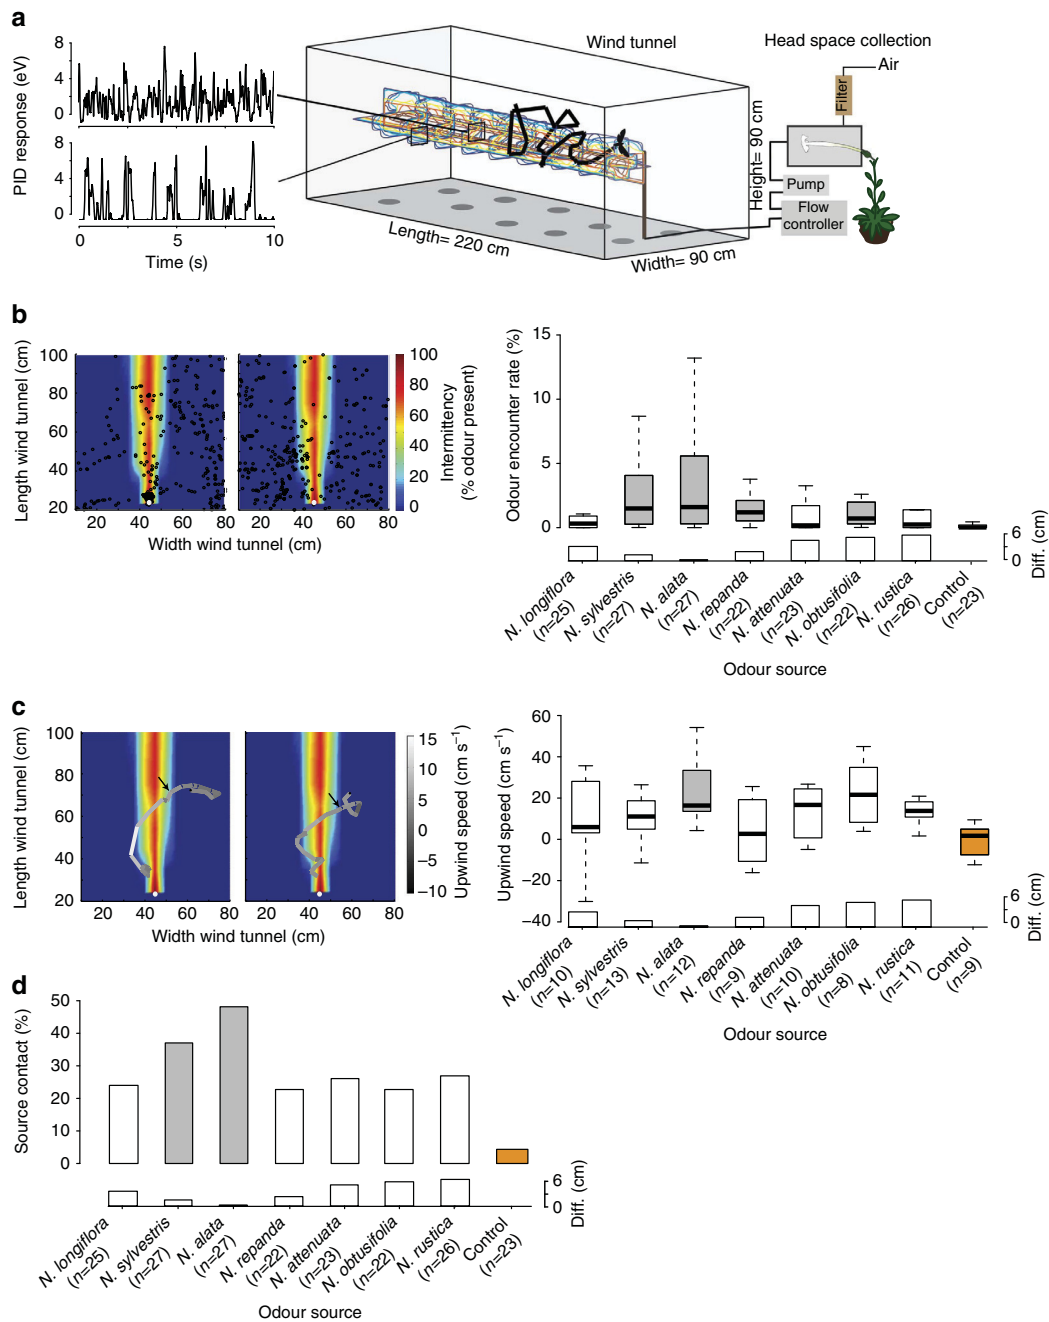 a
PID response (eV)
8
4
0
8
4
0
0
5
10
Time (s)
Wind tunnel
Length= 220 cm
Width= 90 cm
Height= 90 cm
Head space collection
Air
Filter
Pump
Flow
controller
b
Length wind tunnel (cm)
100
80
60
40
20
10
20
40
60
80
20
40
60
80
Width wind tunnel (cm)
100
80
60
40
20
0
Intermittency
(% odour present)
Odour encounter rate (%)
15
10
5
0
6
0
Diff. (cm)
N. longiflora
(n=25)
N. sylvestris
(n=27)
N. alata
(n=27)
N. repanda
(n=22)
N. attenuata
(n=23)
N. obtusifolia
(n=22)
N. rustica
(n=26)
Control
(n=23)
Odour source
c
Length wind tunnel (cm)
100
80
60
40
20
20
40
60
80
20
40
60
80
Width wind tunnel (cm)
15
10
5
0
−5
−10
Upwind speed (cm s−1)
Upwind speed (cm s−1)
60
40
20
0
−20
−40
6
0
Diff. (cm)
N. longiflora
(n=10)
N. sylvestris
(n=13)
N. alata
(n=12)
N. repanda
(n=9)
N. attenuata
(n=10)
N. obtusifolia
(n=8)
N. rustica
(n=11)
Control
(n=9)
Odour source
d
Source contact (%)
50
40
30
20
10
0
6
0
Diff. (cm)
N. longiflora
(n=25)
N. sylvestris
(n=27)
N. alata
(n=27)
N. repanda
(n=22)
N. attenuata
(n=23)
N. obtusifolia
(n=22)
N. rustica
(n=26)
Control
(n=23)
Odour source